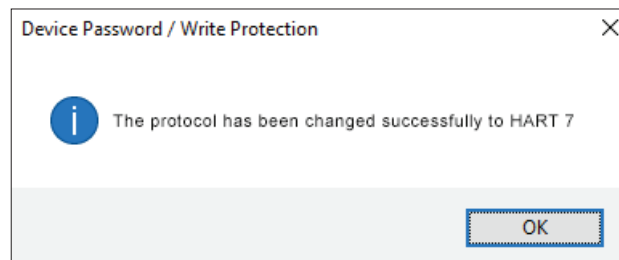 Device Password / Write Protection
The protocol has been changed successfully to HART 7
OK